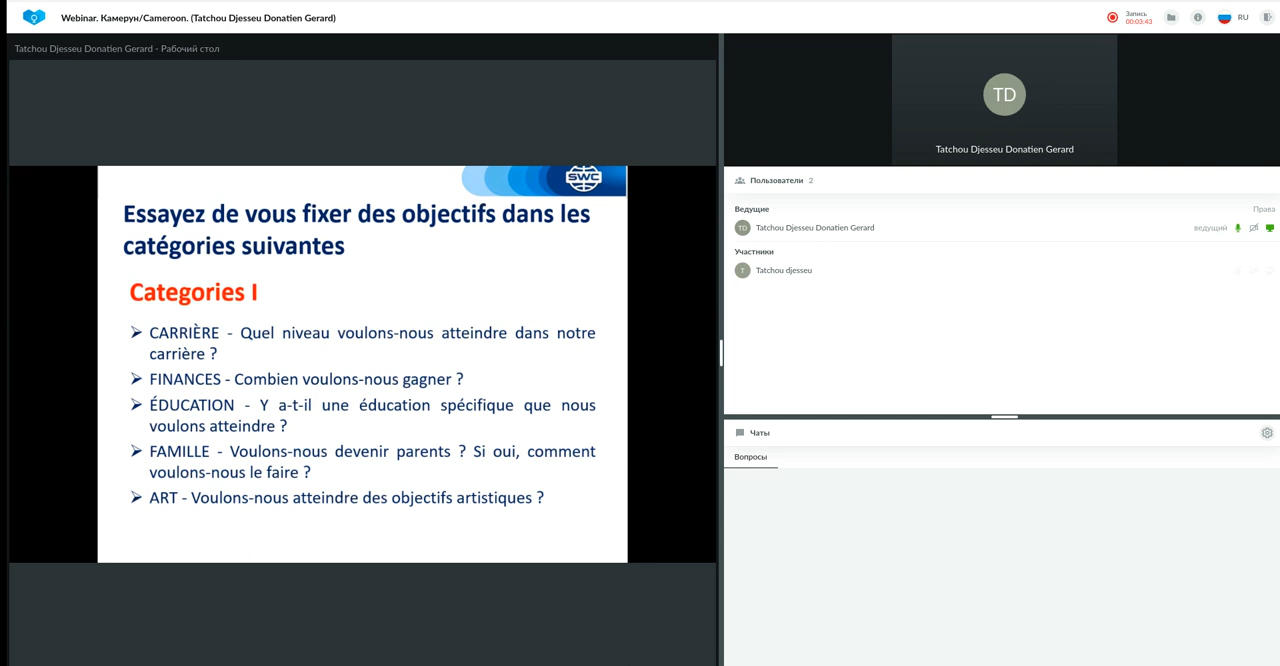 Webinar. Камерун/Cameroon. (Tatchou Djesseu Donatien Gerard)
Запись
00:03:43
RU
Tatchou Djesseu Donatien Gerard - Рабочий стол
SWC
Essayez de vous fixer des objectifs dans les
catégories suivantes
Categories I
CARRIÈRE - Quel niveau voulons-nous atteindre dans notre
carrière ?
FINANCES - Combien voulons-nous gagner ?
ÉDUCATION - Y a-t-il une éducation spécifique que nous
voulons atteindre ?
FAMILLE - Voulons-nous devenir parents ? Si oui, comment
voulons-nous le faire ?
ART - Voulons-nous atteindre des objectifs artistiques ?
TD
Tatchou Djesseu Donatien Gerard
Пользователи 2
Ведущие Права
TD Tatchou Djesseu Donatien Gerard ведущий
Участники
T Tatchou djesseu
Чаты
Вопросы